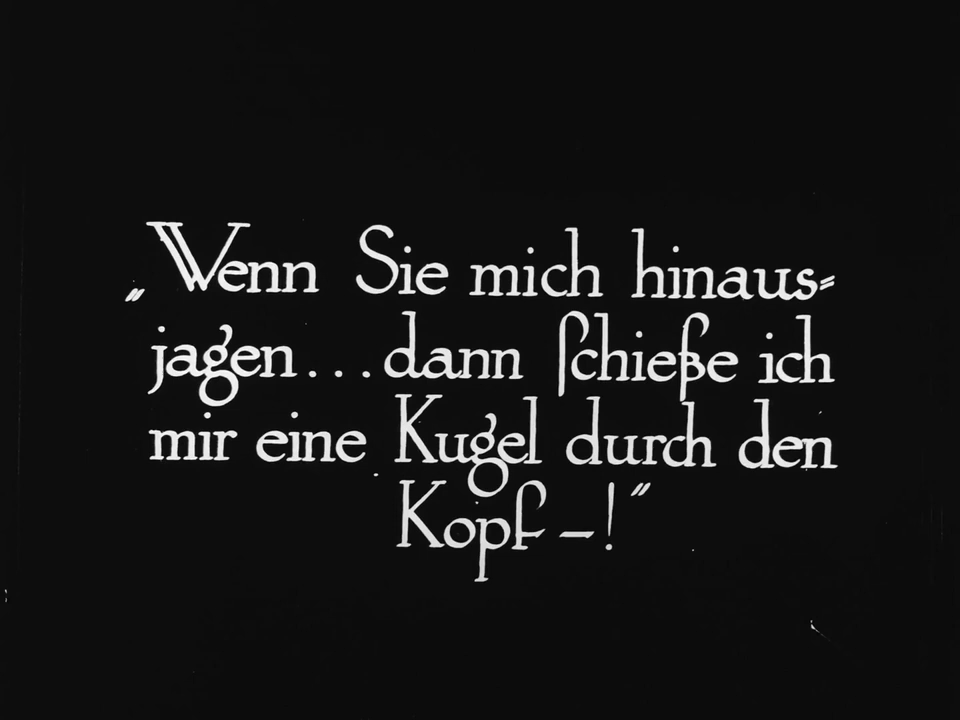 „Wenn Sie mich hinaus⸗
jagen...dann ſchieße ich
mir eine Kugel durch den
Kopf–!”